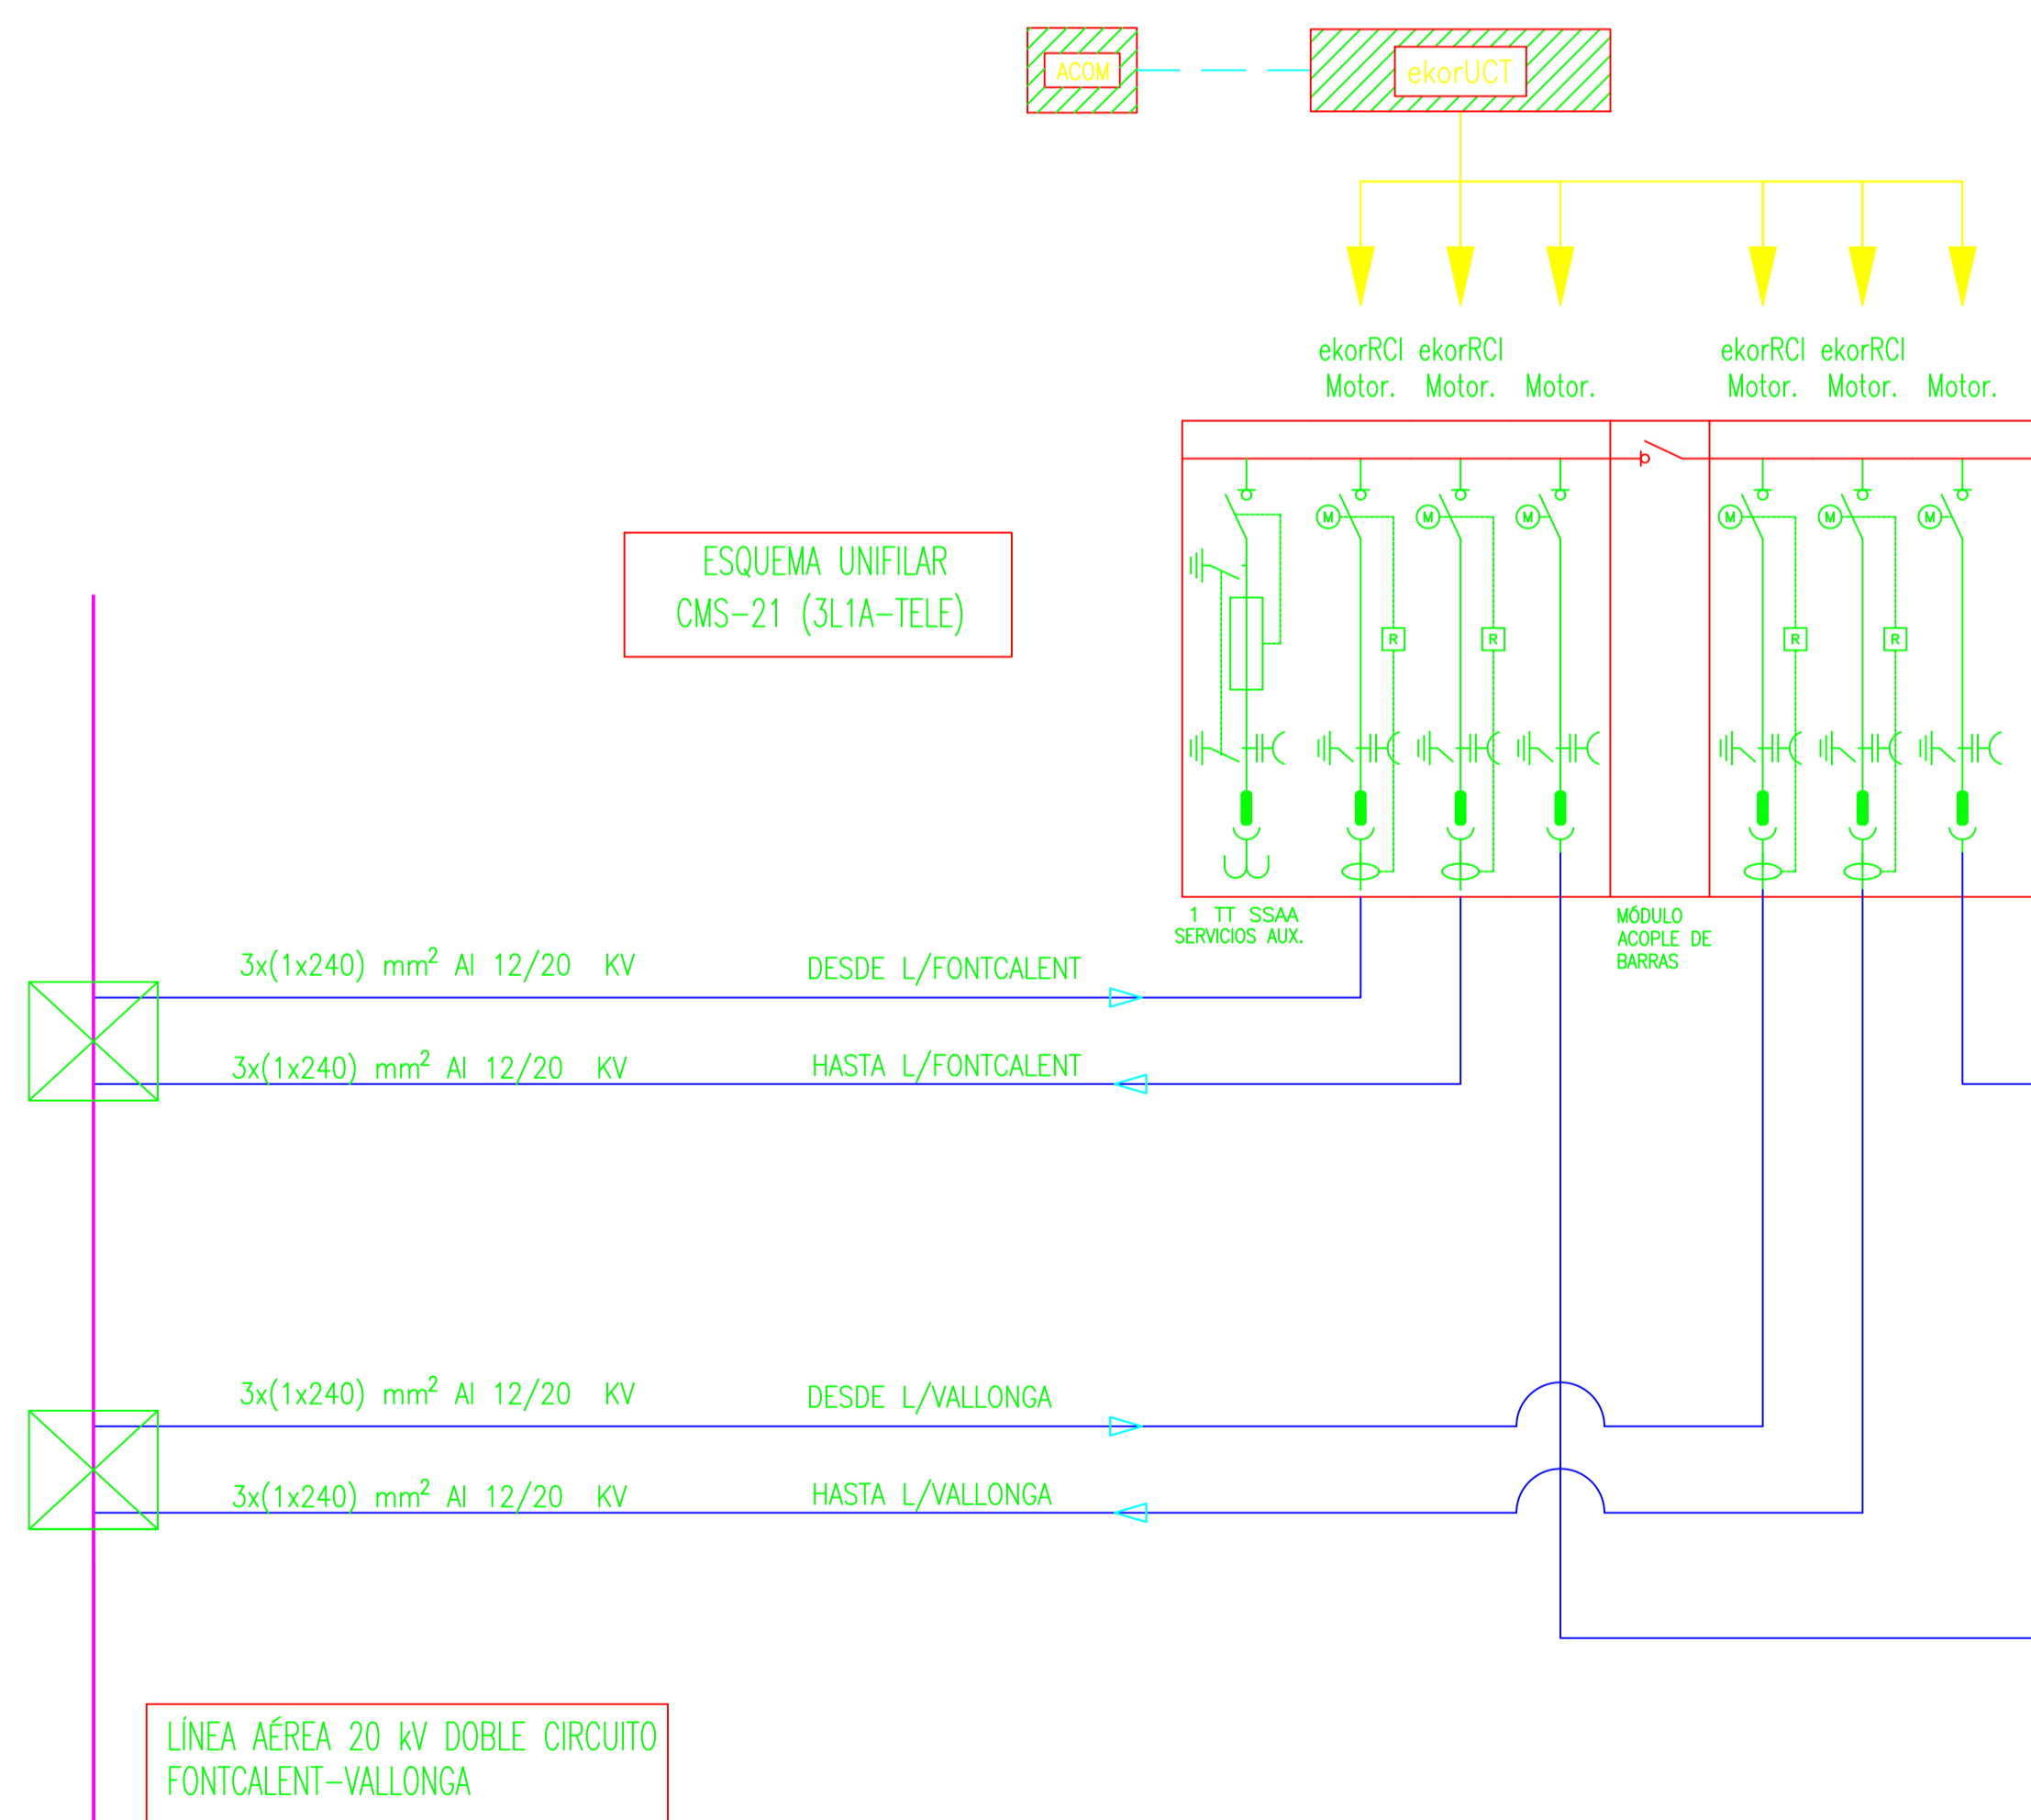 ACOM
ekorUCT
ekorRCI ekorRCI ekorRCI ekorRCI
Motor. Motor. Motor. Motor. Motor. Motor.
M M M M M M
ESQUEMA UNIFILAR
CMS-21 (3L1A-TELE)
R R R R
1 TT SSAA
SERVICIOS AUX.
MÓDULO
ACOPLE DE
BARRAS
3x(1x240) mm² Al 12/20 KV DESDE L/FONTCALENT
3x(1x240) mm² Al 12/20 KV HASTA L/FONTCALENT
3x(1x240) mm² Al 12/20 KV DESDE L/VALLONGA
3x(1x240) mm² Al 12/20 KV HASTA L/VALLONGA
LÍNEA AÉREA 20 kV DOBLE CIRCUITO
FONTCALENT-VALLONGA